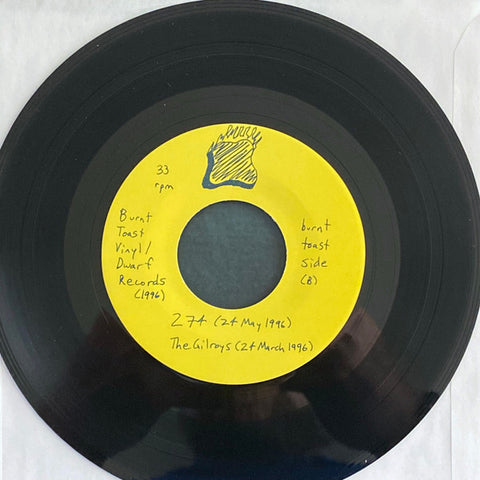 33
rpm
Burnt
Toast
Vinyl/
Dwarf
Records
(1996)
burnt
toast
side
(B)
274 (24 May 1996)
The Gilroys (24 March 1996)